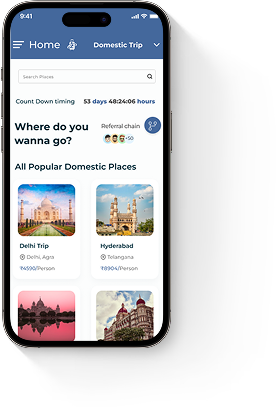 9:41
Home Domestic Trip
Search Places
Count Down timing 53 days 48:24:06 hours
Where do you
wanna go?
Referral chain
+50
All Popular Domestic Places
Delhi Trip
Delhi, Agra
₹4590/Person
Hyderabad
Telangana
₹8904/Person